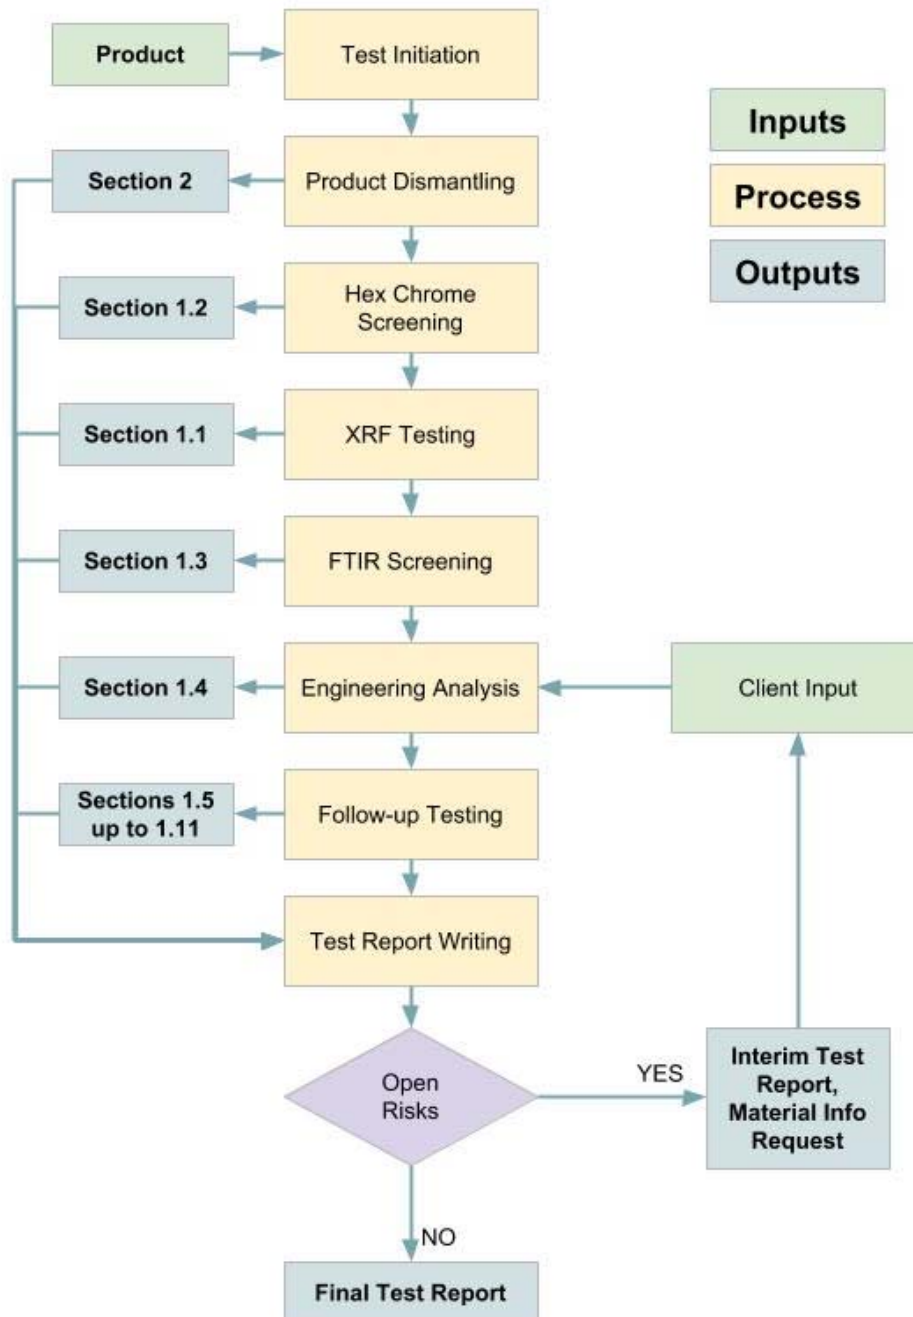 Product
Test Initiation
Inputs
Section 2
Product Dismantling
Process
Outputs
Section 1.2
Hex Chrome
Screening
Section 1.1
XRF Testing
Section 1.3
FTIR Screening
Section 1.4
Engineering Analysis
Client Input
Sections 1.5
up to 1.11
Follow-up Testing
Test Report Writing
Open
Risks
YES
Interim Test
Report,
Material Info
Request
NO
Final Test Report